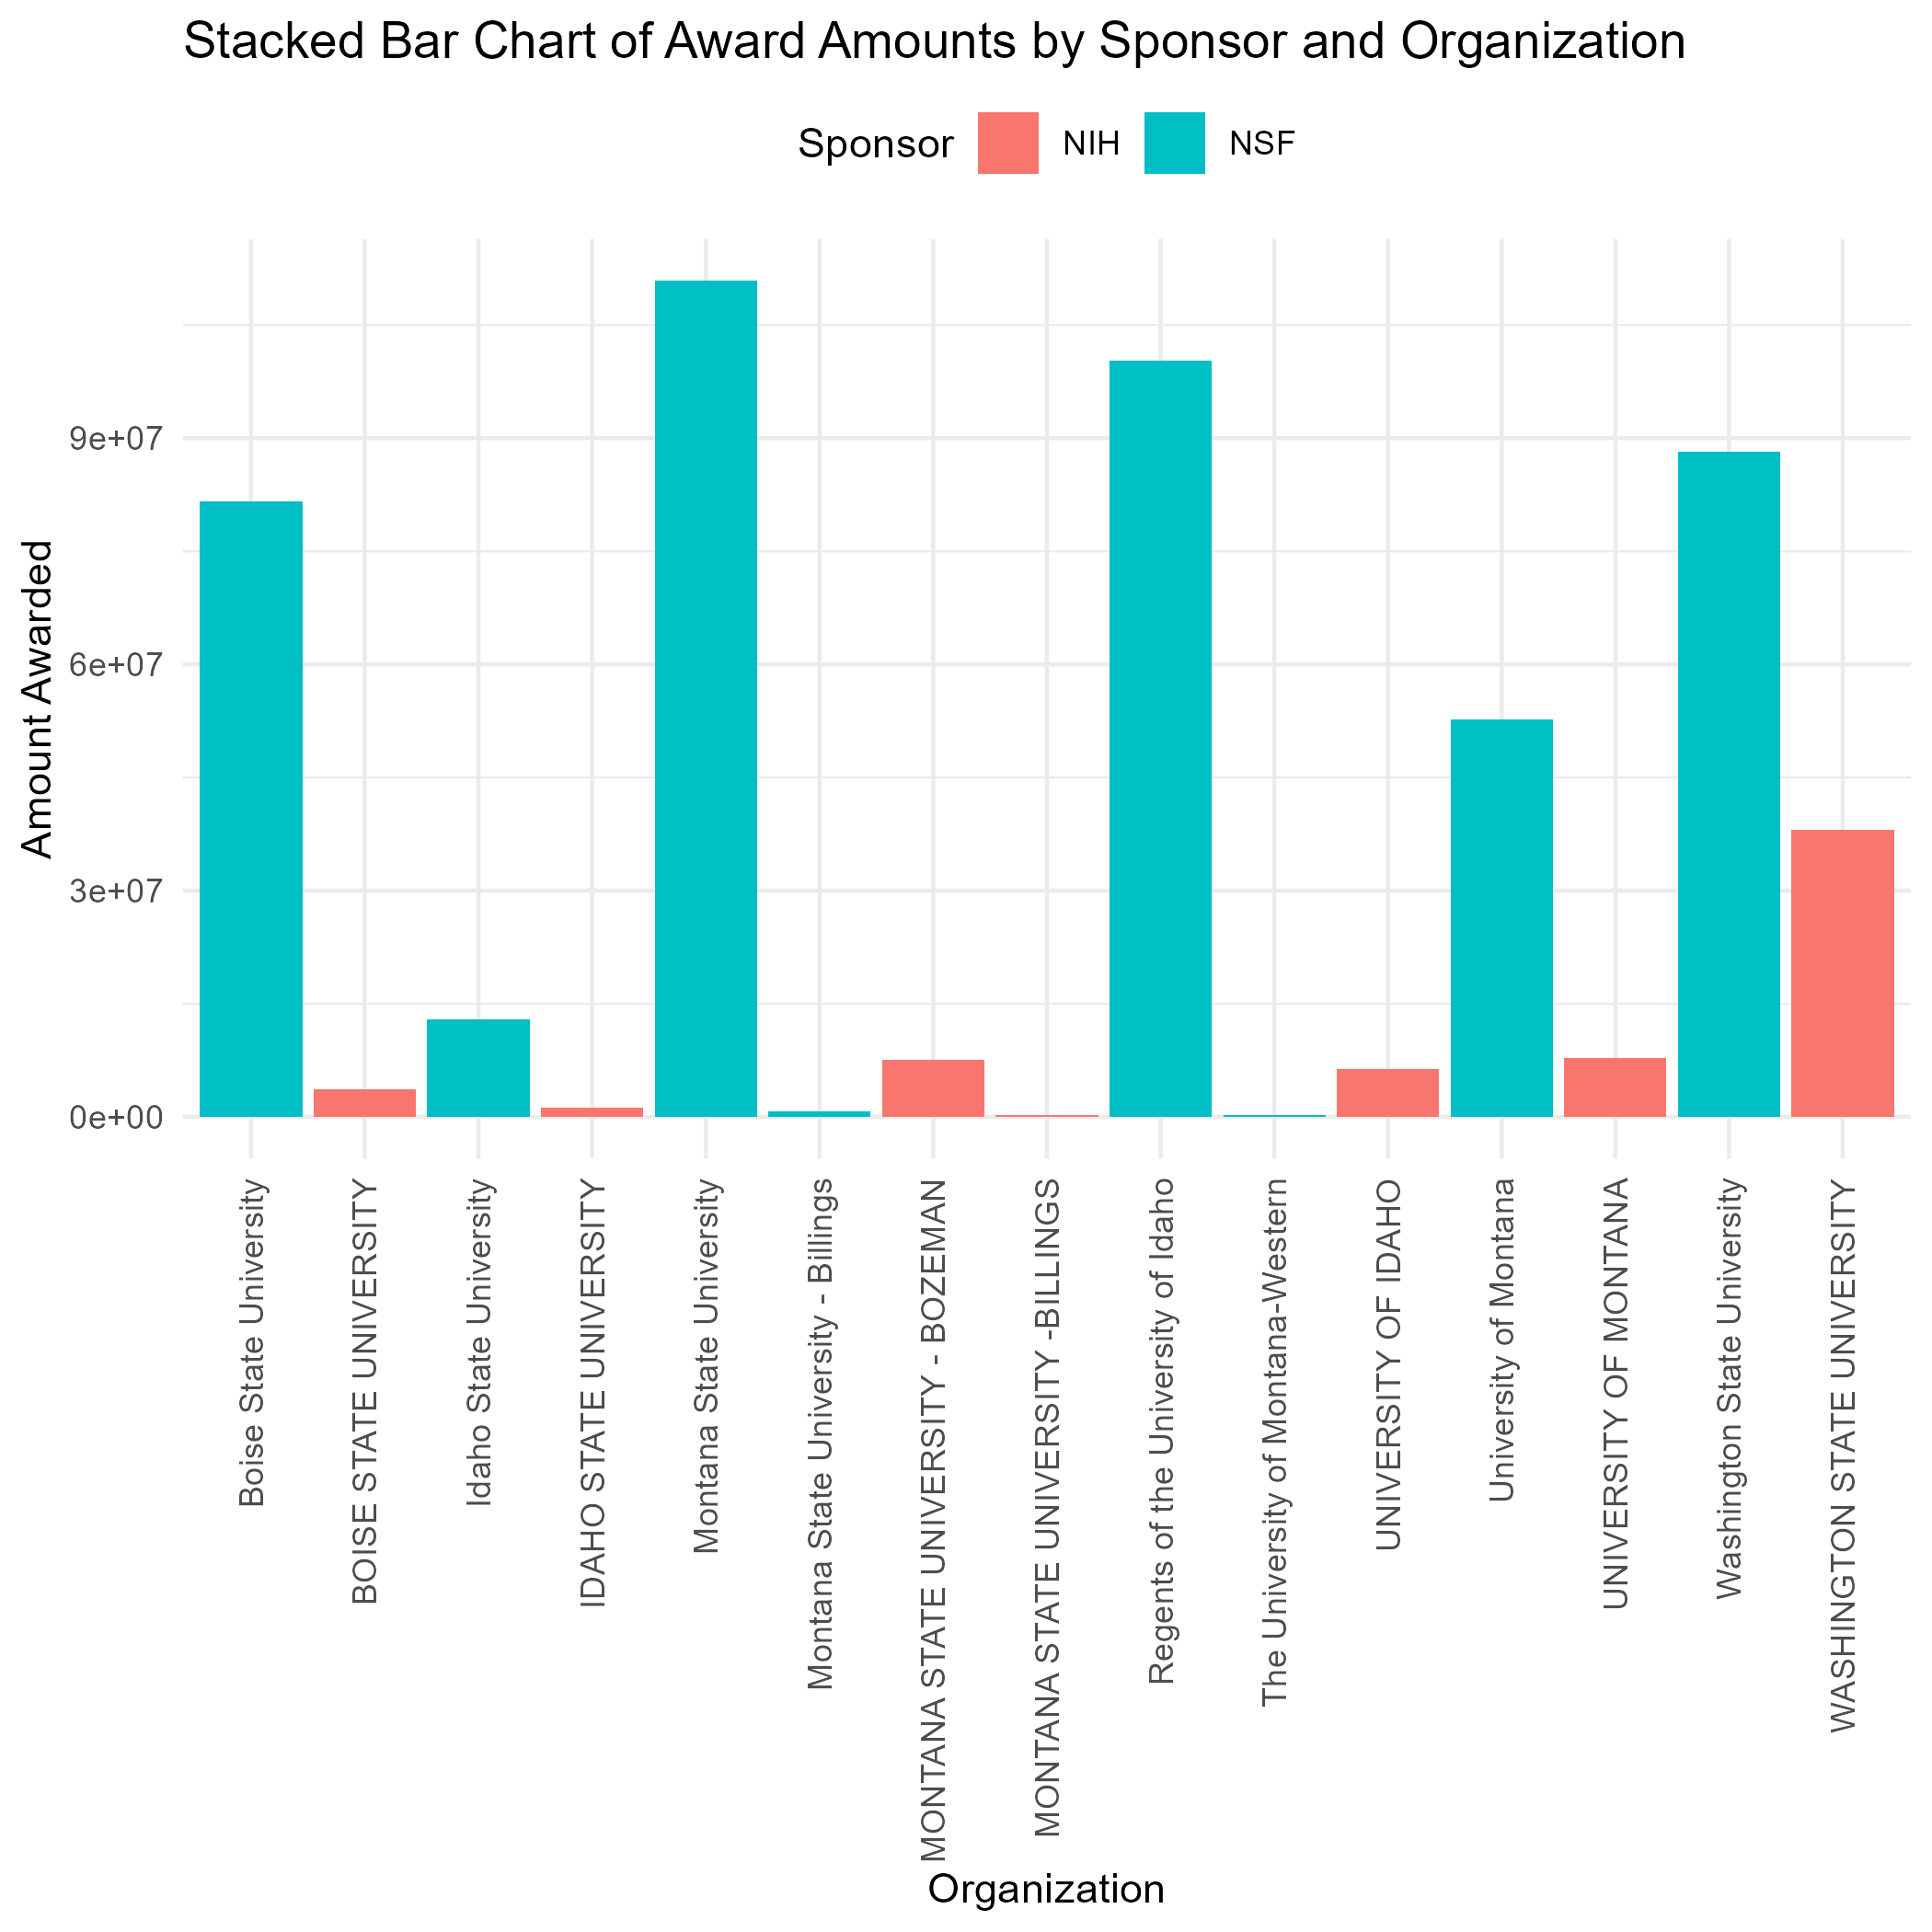 Stacked Bar Chart of Award Amounts by Sponsor and Organization
Sponsor NIH NSF
Amount Awarded
9e+07
6e+07
3e+07
0e+00
Boise State University
BOISE STATE UNIVERSITY
Idaho State University
IDAHO STATE UNIVERSITY
Montana State University
Montana State University - Billings
MONTANA STATE UNIVERSITY - BOZEMAN
MONTANA STATE UNIVERSITY -BILLINGS
Regents of the University of Idaho
The University of Montana-Western
UNIVERSITY OF IDAHO
University of Montana
UNIVERSITY OF MONTANA
Washington State University
WASHINGTON STATE UNIVERSITY
Organization